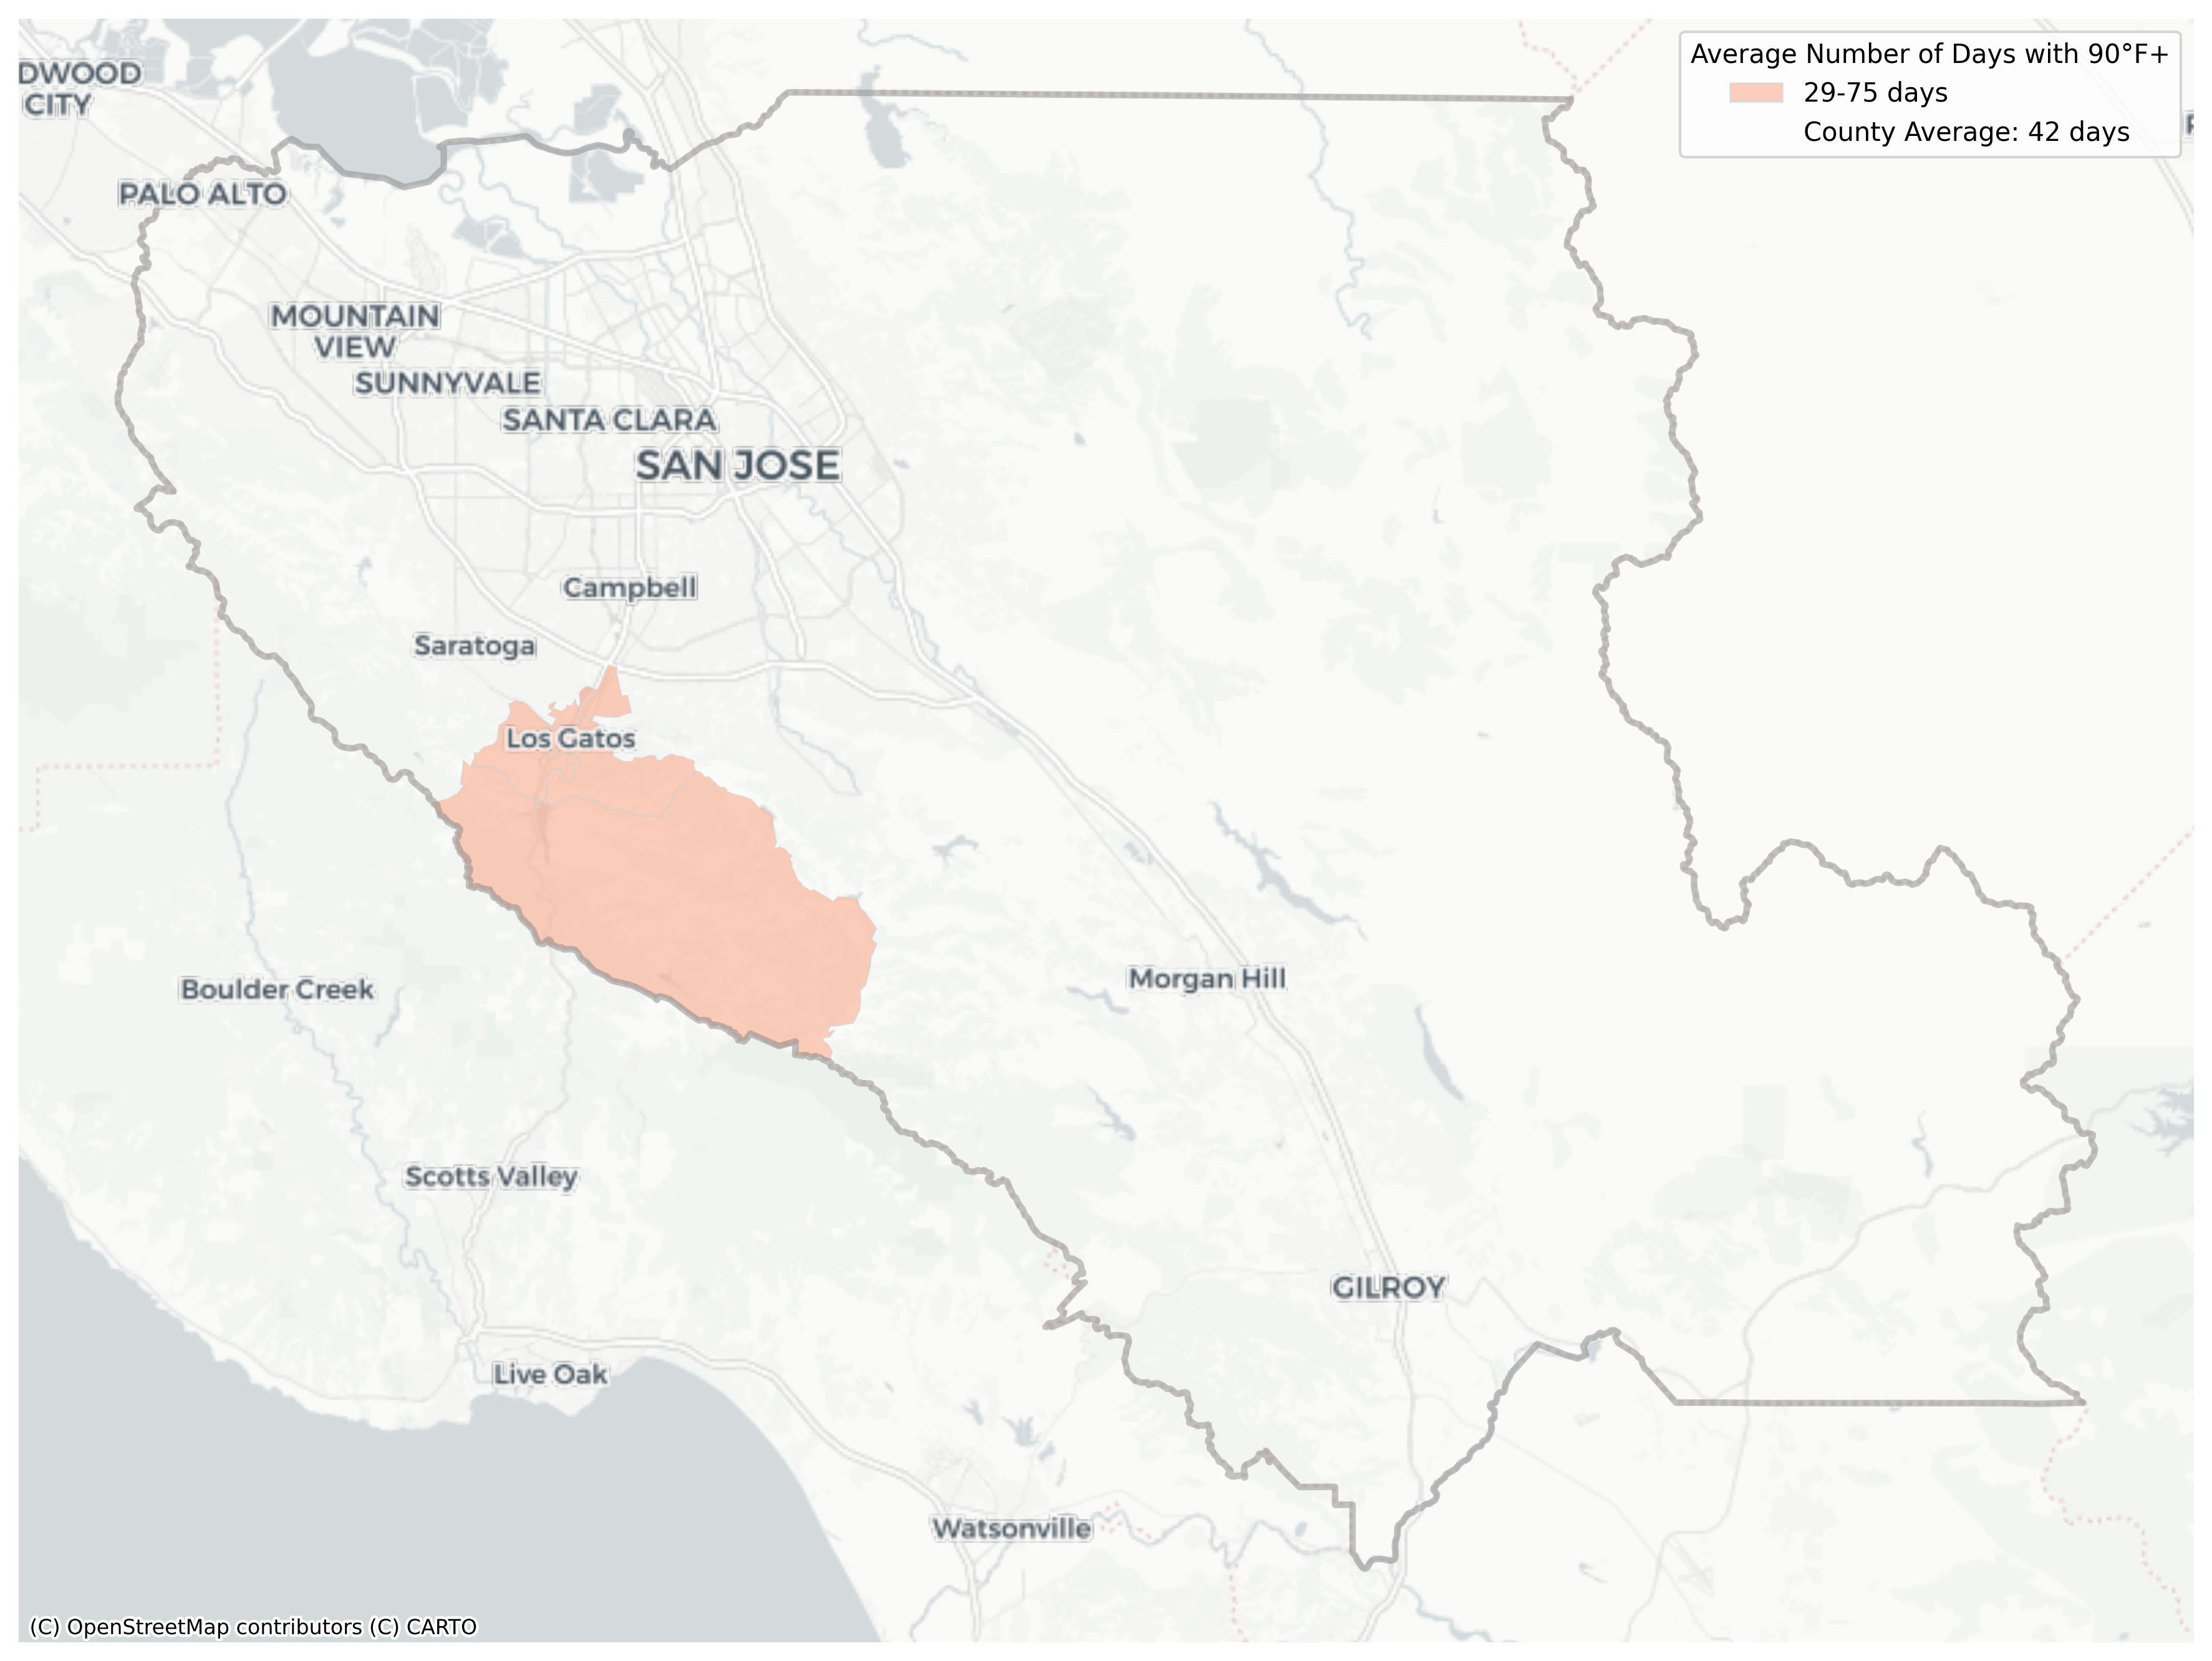 Average Number of Days with 90°F+
29-75 days
County Average: 42 days
DWOOD
CITY
PALO ALTO
MOUNTAIN
VIEW
SUNNYVALE
SANTA CLARA
SAN JOSE
Campbell
Saratoga
Los Gatos
Morgan Hill
Boulder Creek
Scotts Valley
GILROY
Live Oak
Watsonville
(C) OpenStreetMap contributors (C) CARTO